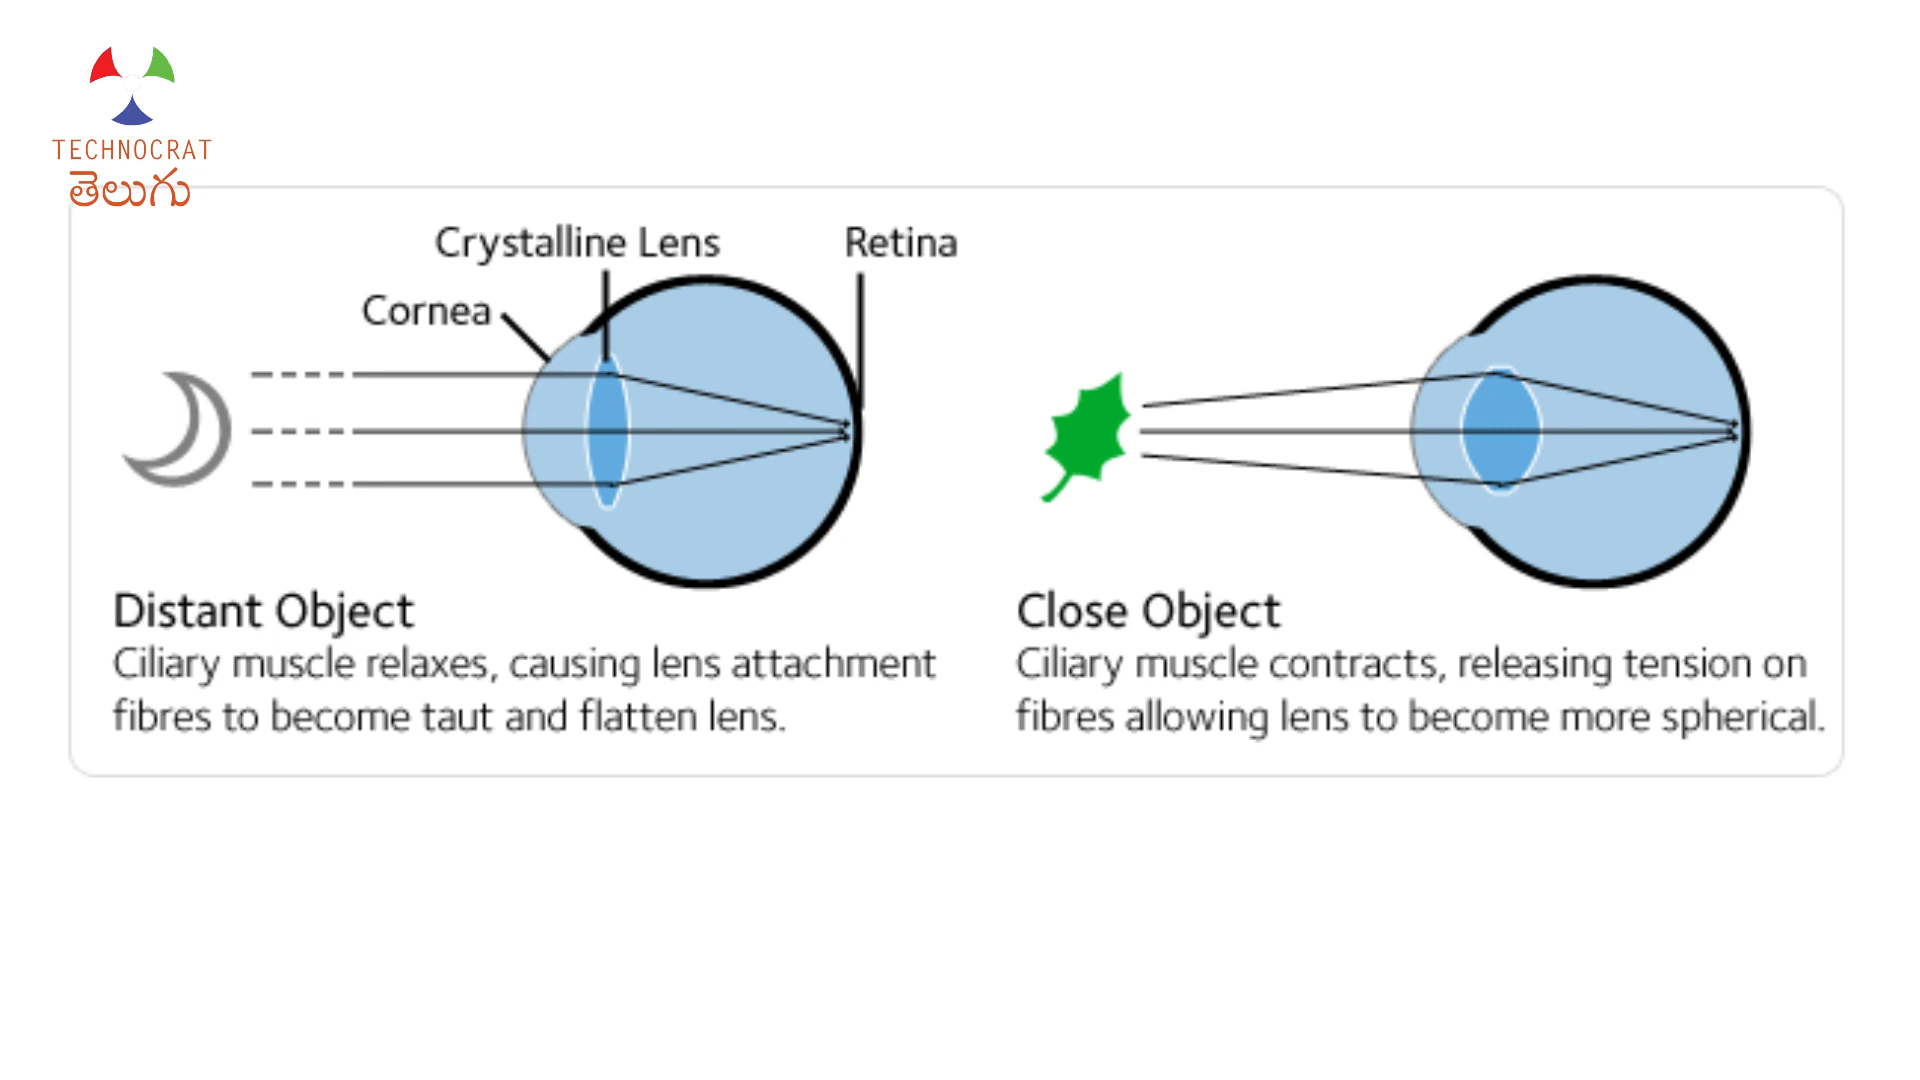 TECHNOCRAT
తెలుగు
Crystalline Lens
Retina
Cornea
Distant Object
Ciliary muscle relaxes, causing lens attachment
fibres to become taut and flatten lens.
Close Object
Ciliary muscle contracts, releasing tension on
fibres allowing lens to become more spherical.